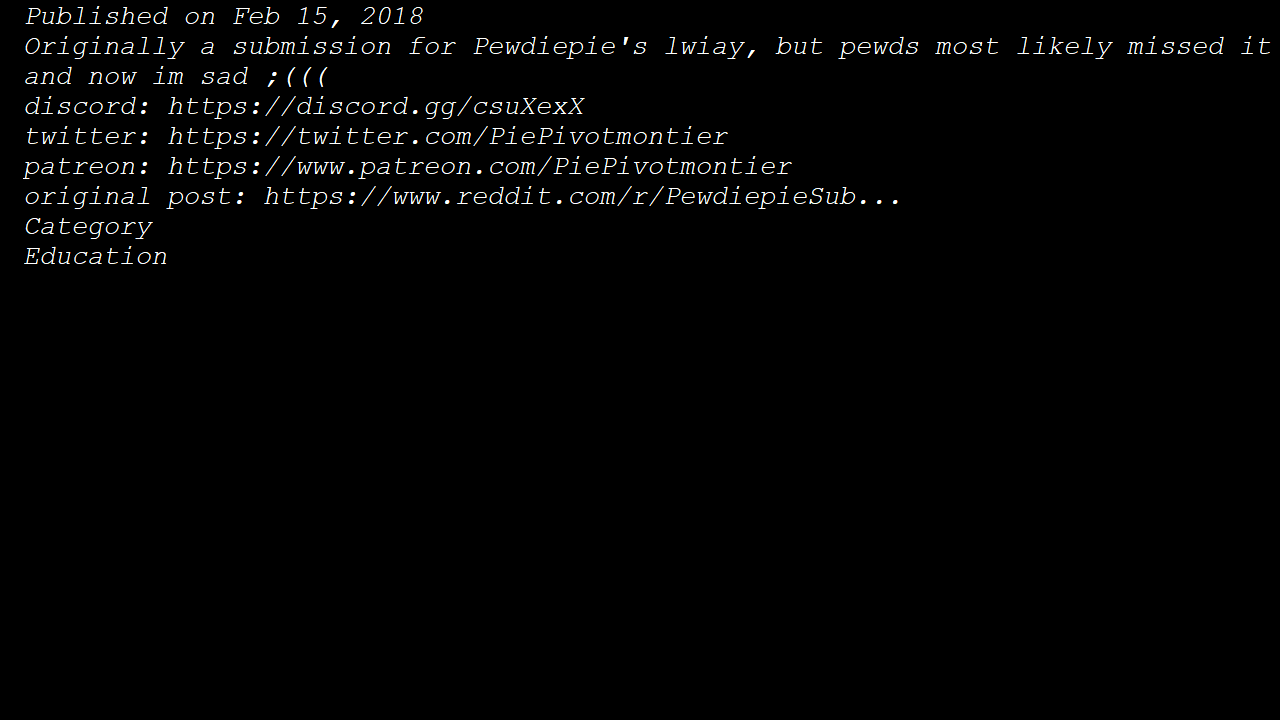 Published on Feb 15, 2018
Originally a submission for Pewdiepie's lwiay, but pewds most likely missed it
and now im sad ;(((
discord: https://discord.gg/csuXexX
twitter: https://twitter.com/PiePivotmontier
patreon: https://www.patreon.com/PiePivotmontier
original post: https://www.reddit.com/r/PewdiepieSub...
Category
Education